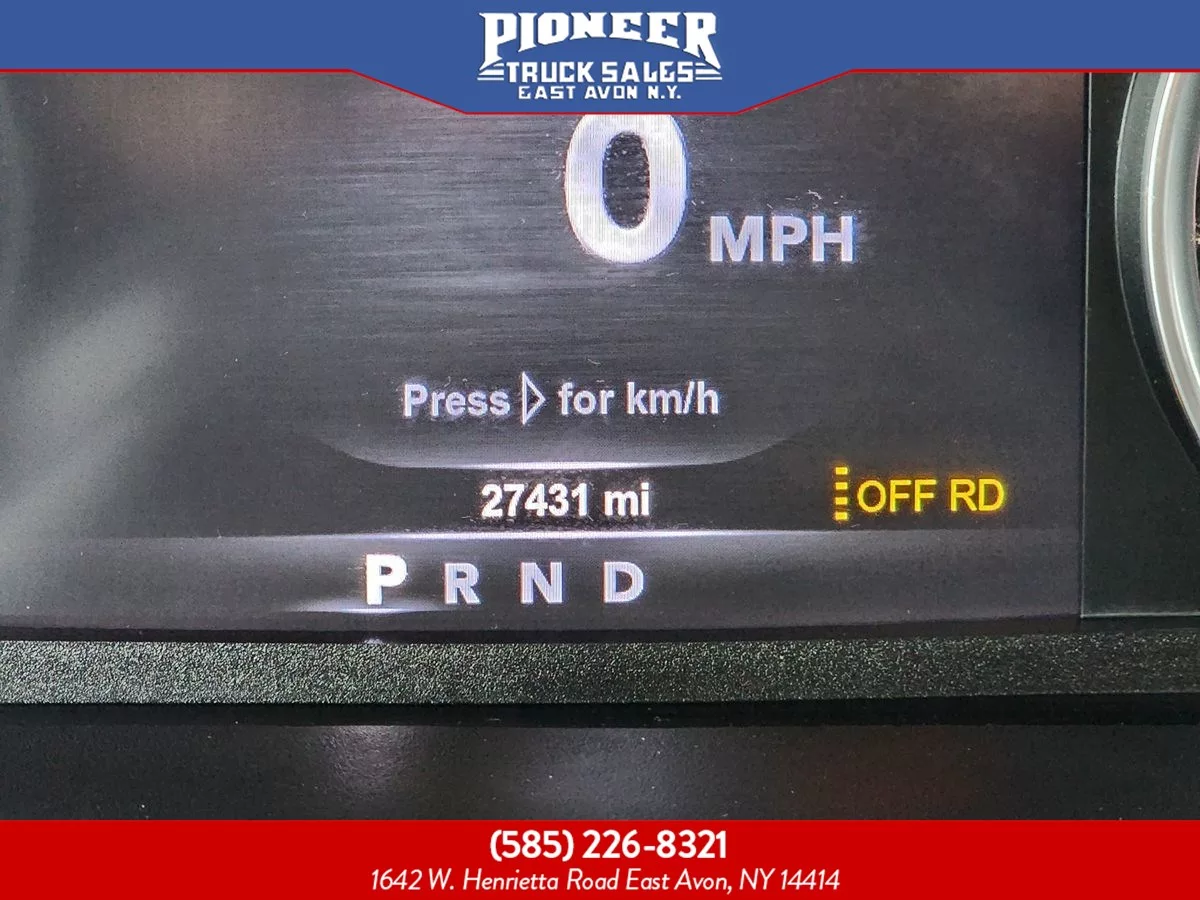 PIONEER
TRUCK SALES
EAST AVON N.Y.
0 MPH
Press ▷ for km/h
27431 mi
OFF RD
P R N D
(585) 226-8321
1642 W. Henrietta Road East Avon, NY 14414